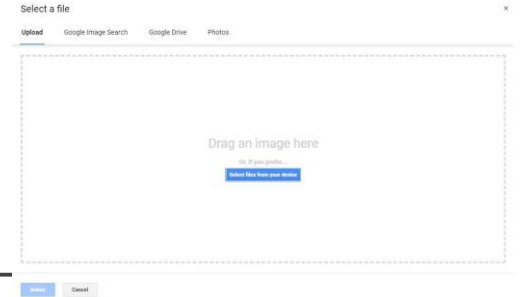 Select a file
×
Upload Google Image Search Google Drive Photos
Drag an image here
Or, if you prefer...
Select files from your device
Select Cancel